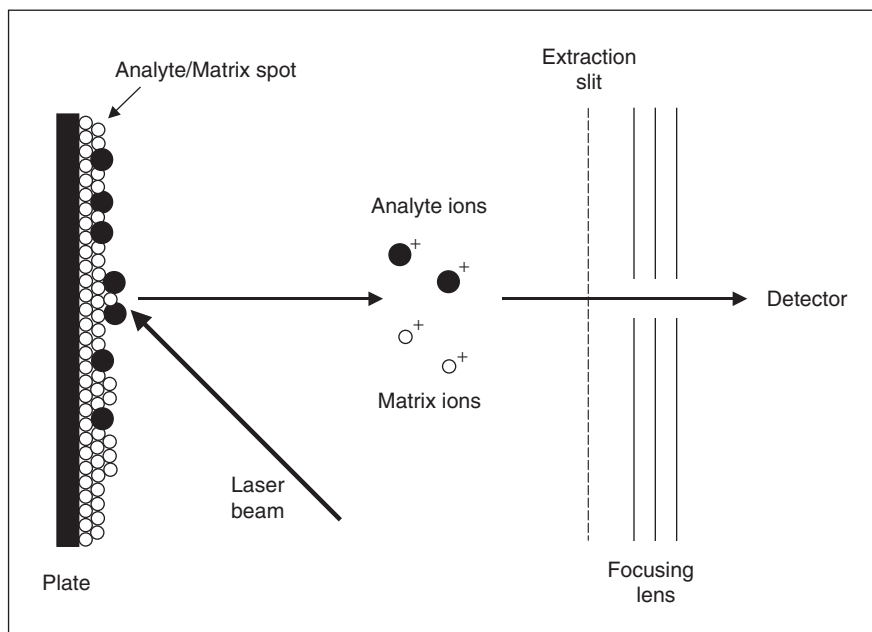 Analyte/Matrix spot
Extraction
slit
Analyte ions
+
+
Detector
+
+
Matrix ions
Laser
beam
Plate
Focusing
lens